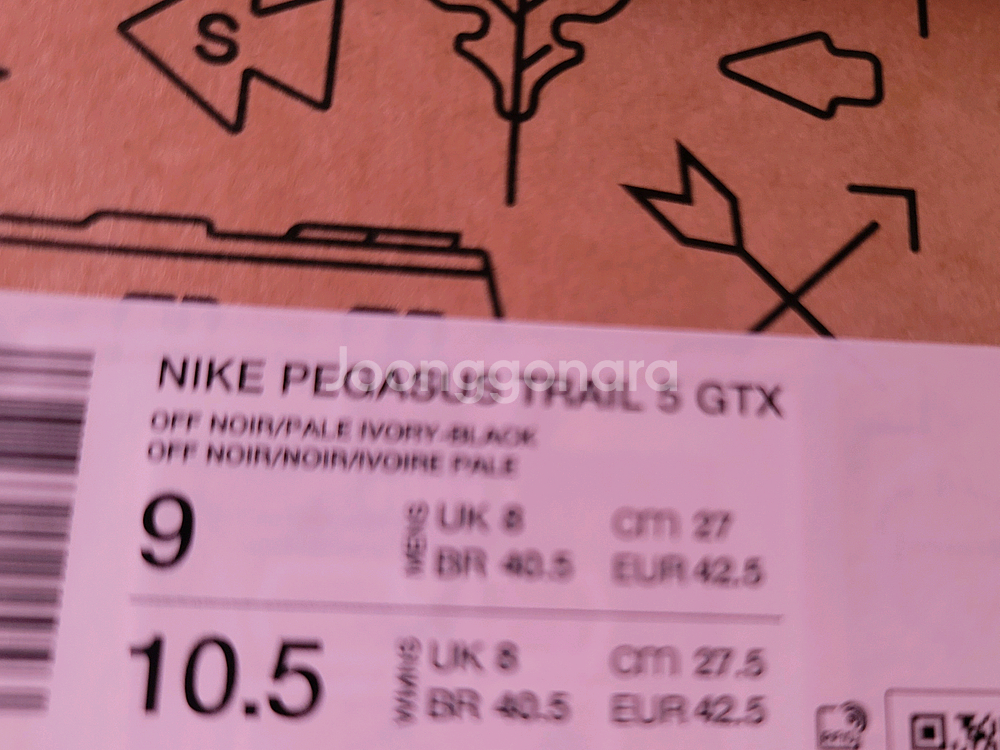 S
Joonggonara
NIKE PEGASUS TRAIL 5 GTX
OFF NOIR/PALE IVORY-BLACK
OFF NOIR/NOIR/IVOIRE PALE
9 MENS UK 8 cm 27
BR 40.5 EUR 42.5
10.5 WMNS UK 8 cm 27.5
BR 40.5 EUR 42.5